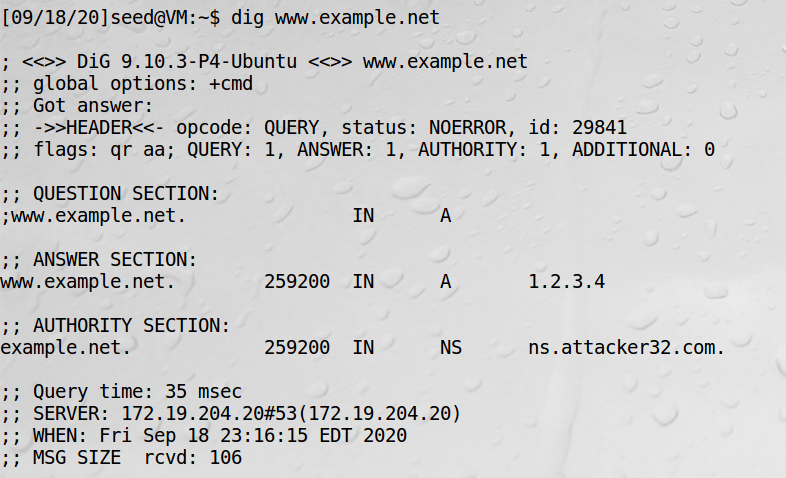 [09/18/20]seed@VM:~$ dig www.example.net
; <<>> DiG 9.10.3-P4-Ubuntu <<>> www.example.net
;; global options: +cmd
;; Got answer:
;; ->>HEADER<<- opcode: QUERY, status: NOERROR, id: 29841
;; flags: qr aa; QUERY: 1, ANSWER: 1, AUTHORITY: 1, ADDITIONAL: 0
;; QUESTION SECTION:
;www.example.net. IN A
;; ANSWER SECTION:
www.example.net. 259200 IN A 1.2.3.4
;; AUTHORITY SECTION:
example.net. 259200 IN NS ns.attacker32.com.
;; Query time: 35 msec
;; SERVER: 172.19.204.20#53(172.19.204.20)
;; WHEN: Fri Sep 18 23:16:15 EDT 2020
;; MSG SIZE  rcvd: 106